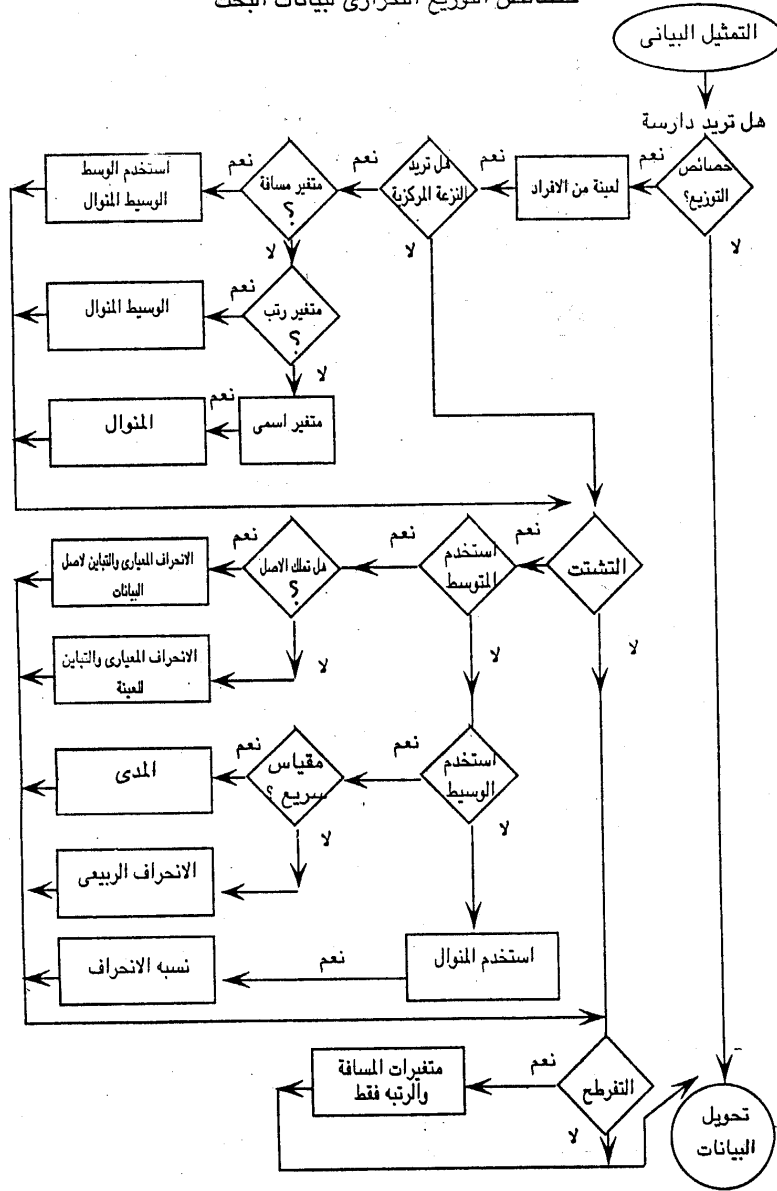 خصائص التوزيع التكرارى لبيانات البحث
التمثيل البيانى
هل تريد دارسة
خصائص
التوزيع؟
نعم
لا
لعينة من الافراد
نعم
هل تريد
النزعة المركزية
نعم
لا
متغير مسافة
؟
نعم
لا
استخدم الوسط
الوسيط المنوال
متغير رتب
؟
نعم
لا
الوسيط المنوال
متغير اسمى
نعم
المنوال
التشتت
نعم
لا
استخدم
المتوسط
نعم
لا
هل تملك الاصل
؟
نعم
لا
الانحراف المعيارى والتباين لاصل
البيانات
الانحراف المعيارى والتباين
للعينة
استخدم
الوسيط
نعم
لا
مقياس
سريع ؟
نعم
لا
المدى
الانحراف الربيعى
استخدم المنوال
نعم
نسبه الانحراف
التفرطح
نعم
لا
متغيرات المسافة
والرتبه فقط
تحويل
البيانات